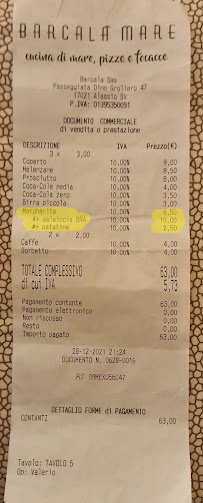 BARCALA MARE
cucina di mare, pizze e focacce
Barcala Sas
Passeggiata Dino Grollero 47
17021 Alassio SV
P.IVA: 01395350091
DOCUMENTO COMMERCIALE
di vendita o prestazione
DESCRIZIONE IVA Prezzo(€)
3 x 3,00
Coperto 10,00% 9,00
Melanzane 10,00% 8,50
Prosciutto 10,00% 8,00
Coca-Cola media 10,00% 4,00
Coca-Cola zero 10,00% 3,50
Birra piccola 10,00% 3,00
Margherita 10,00% 6,50
#+ salsiccia BRA 10,00% 10,00
#+ patatine 10,00% 2,50
2 x 2,00
Caffe 10,00% 4,00
Sorbetto 10,00% 4,00
TOTALE COMPLESSIVO 63,00
di cui IVA 5,73
Pagamento contante 63,00
Pagamento elettronico 0,00
Non riscosso 0,00
Resto 0,00
Importo pagato 63,00
28-12-2021 21:24
DOCUMENTO N. 0628-0016
RT 99MEX056047
DETTAGLIO FORME di PAGAMENTO
CONTANTI 63,00
Tavolo: TAVOLO 5
Op: Valerio